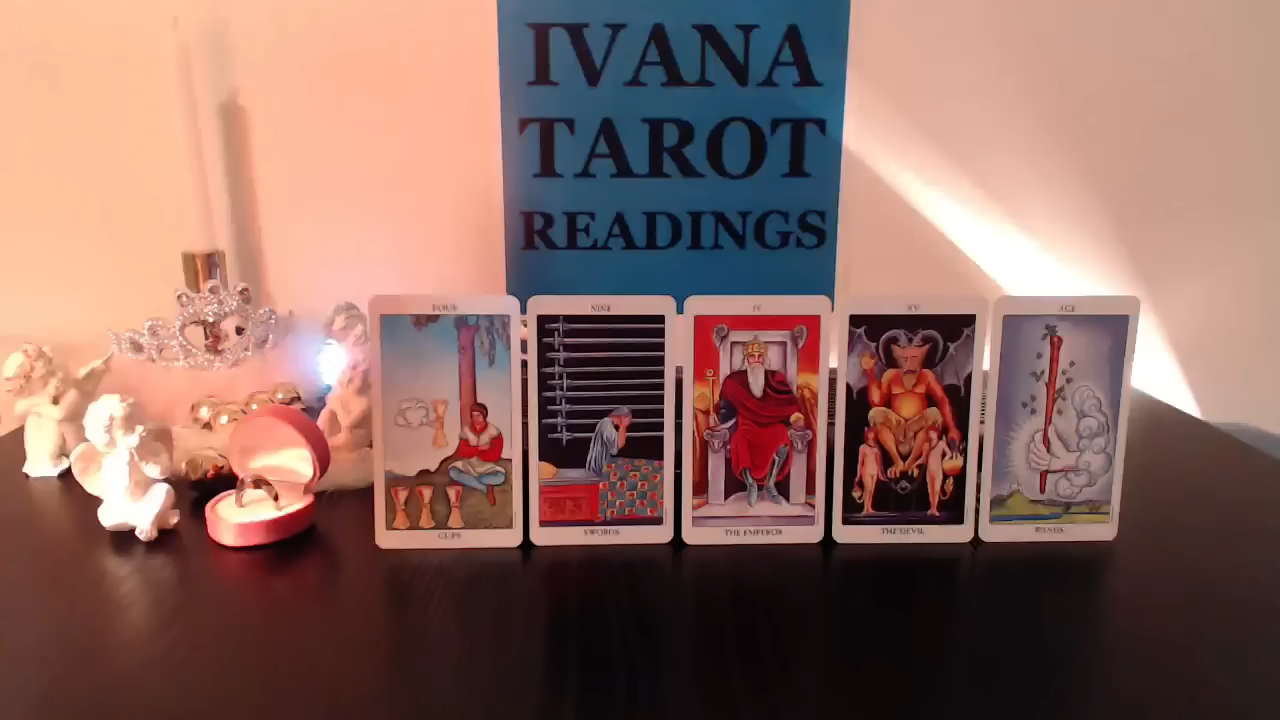 IVANA
TAROT
READINGS
FOUR
CUPS
NINE
SWORDS
IV
THE EMPEROR
XV
THE DEVIL
ACE
WANDS